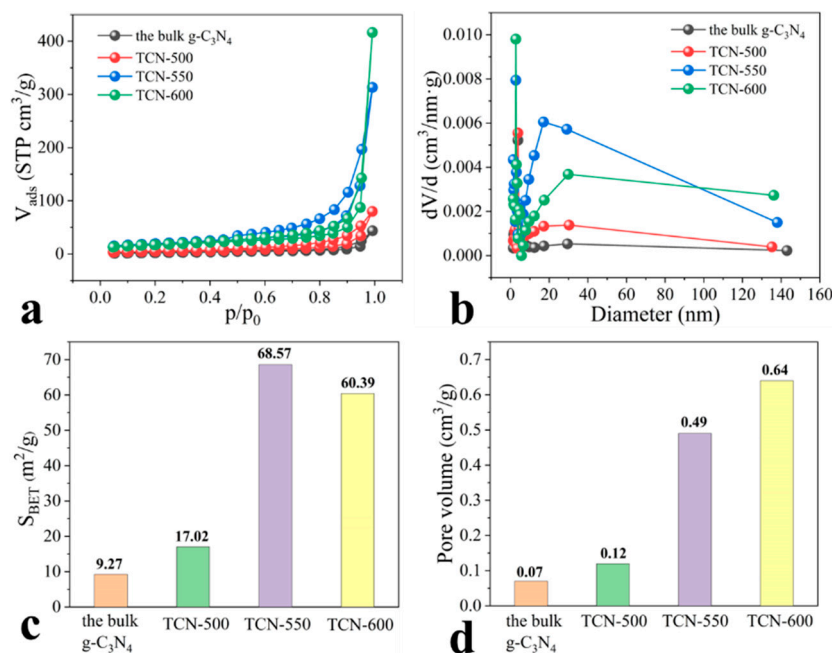 the bulk g-C₃N₄
TCN-500
TCN-550
TCN-600
400
300
200
100
0
V_ads (STP cm³/g)
0.0 0.2 0.4 0.6 0.8 1.0
p/p₀
a
the bulk g-C₃N₄
TCN-500
TCN-550
TCN-600
0.010
0.008
0.006
0.004
0.002
0.000
dV/d (cm³/nm·g)
0 20 40 60 80 100 120 140 160
Diameter (nm)
b
70
60
50
40
30
20
10
0
S_BET (m²/g)
9.27
17.02
68.57
60.39
the bulk
g-C₃N₄
TCN-500
TCN-550
TCN-600
c
0.7
0.6
0.5
0.4
0.3
0.2
0.1
0.0
Pore volume (cm³/g)
0.07
0.12
0.49
0.64
the bulk
g-C₃N₄
TCN-500
TCN-550
TCN-600
d